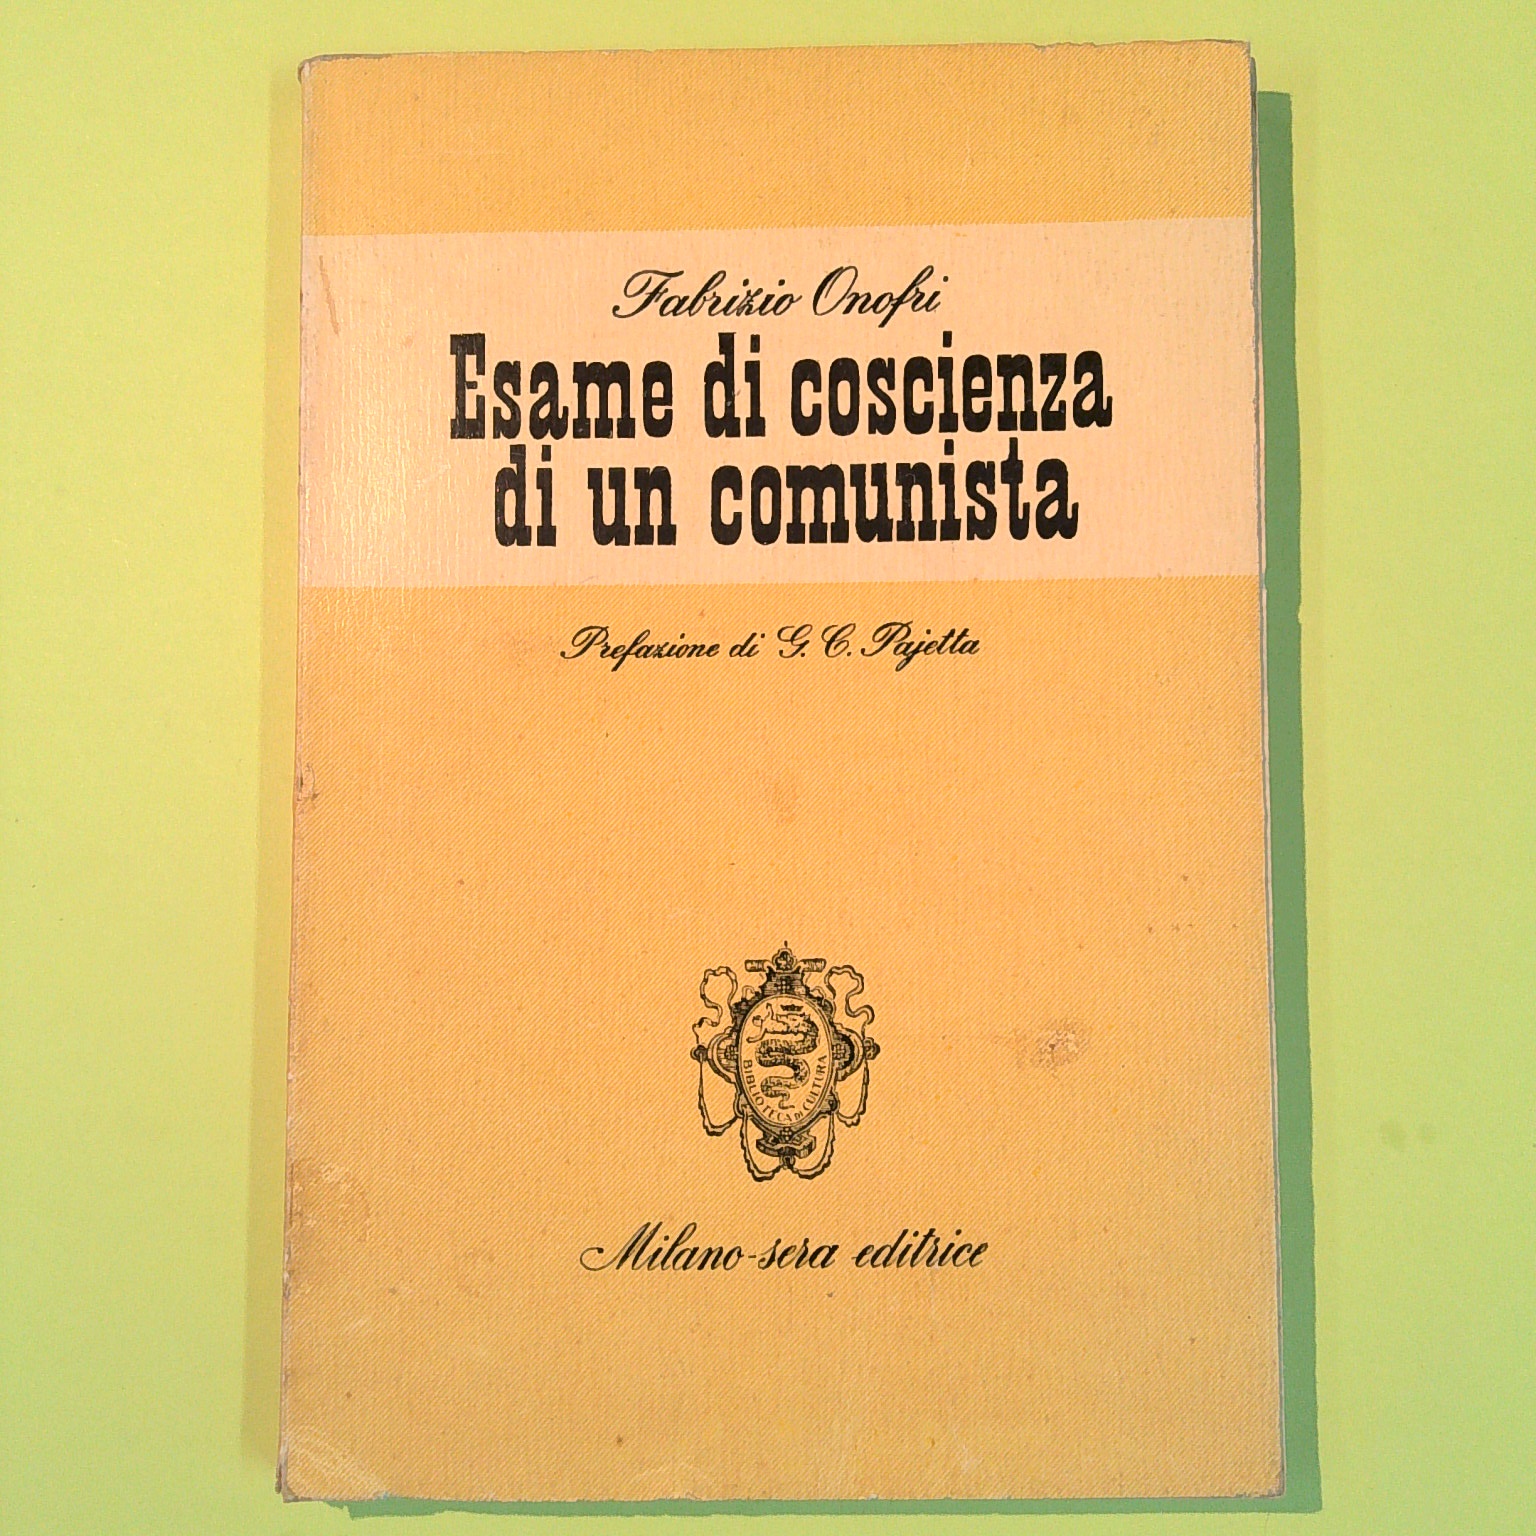 Fabrizio Onofri
Esame di coscienza
di un comunista
Prefazione di G. C. Pajetta
BIBLIOTECA DI CULTURA
Milano-sera editrice